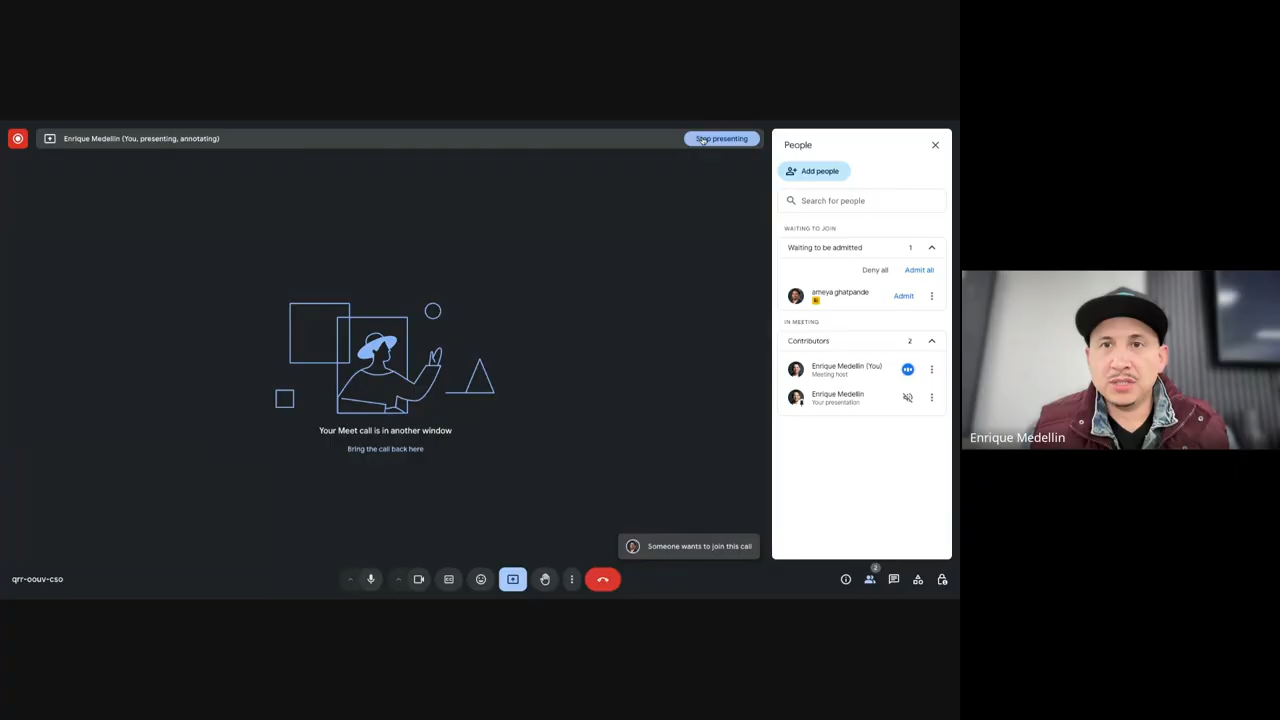 Enrique Medellin (You, presenting, annotating)
Stop presenting
People
Add people
Search for people
WAITING TO JOIN
Waiting to be admitted 1
Deny all Admit all
ameya ghatpande
Admit
IN MEETING
Contributors 2
Enrique Medellin (You)
Meeting host
Enrique Medellin
Your presentation
Your Meet call is in another window
Bring the call back here
Enrique Medellin
Someone wants to join this call
qrr-oouv-cso
2